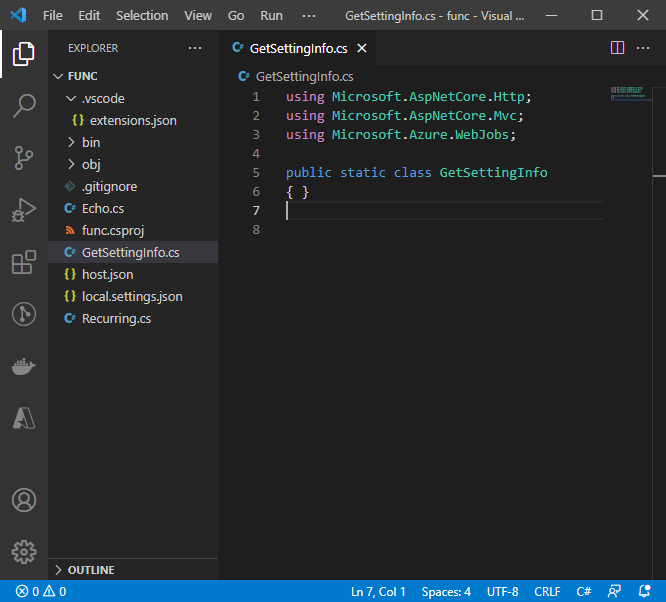 File Edit Selection View Go Run ··· GetSettingInfo.cs - func - Visual ...
EXPLORER ···
FUNC
.vscode
{} extensions.json
bin
obj
.gitignore
C# Echo.cs
func.csproj
C# GetSettingInfo.cs
{} host.json
{} local.settings.json
C# Recurring.cs
OUTLINE
C# GetSettingInfo.cs
C# GetSettingInfo.cs
1 using Microsoft.AspNetCore.Http;
2 using Microsoft.AspNetCore.Mvc;
3 using Microsoft.Azure.WebJobs;
4
5 public static class GetSettingInfo
6 { }
7
8
0 0 Ln 7, Col 1 Spaces: 4 UTF-8 CRLF C#